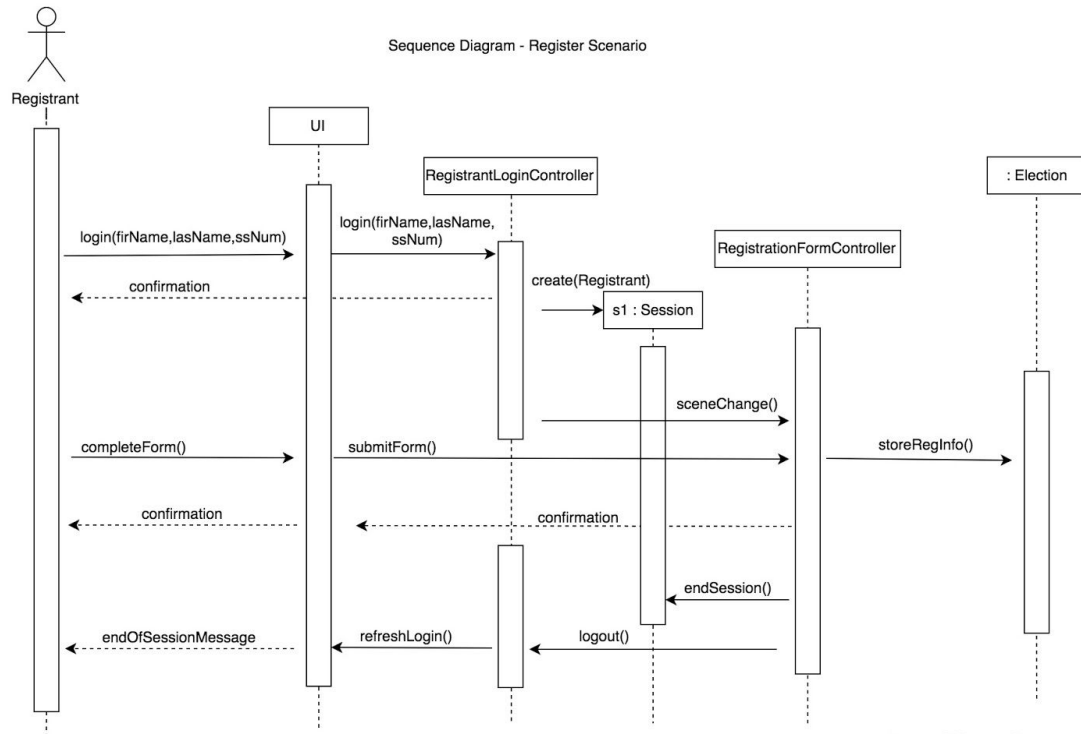 Sequence Diagram - Register Scenario
Registrant
UI
RegistrantLoginController
: Election
login(firName,lasName,ssNum)
login(firName,lasName,
ssNum)
RegistrationFormController
confirmation
create(Registrant)
s1 : Session
sceneChange()
completeForm()
submitForm()
storeRegInfo()
confirmation
confirmation
endSession()
endOfSessionMessage
refreshLogin()
logout()